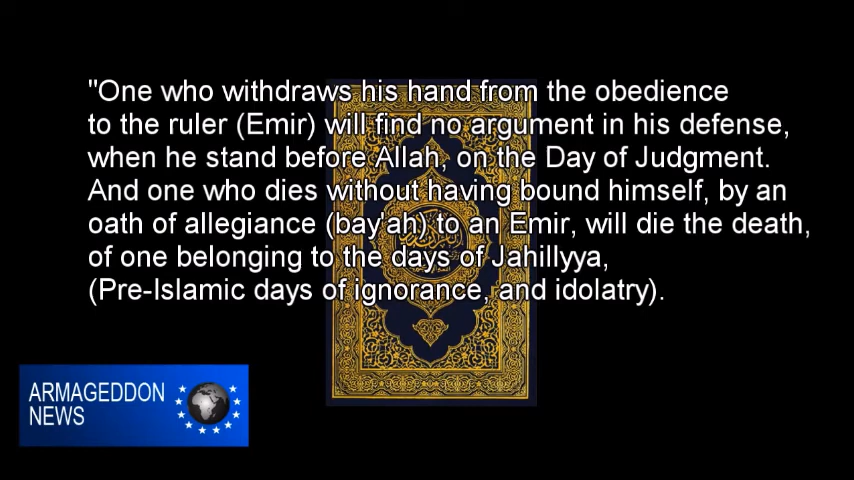 "One who withdraws his hand from the obedience
to the ruler (Emir) will find no argument in his defense,
when he stand before Allah, on the Day of Judgment.
And one who dies without having bound himself, by an
oath of allegiance (bay'ah) to an Emir, will die the death,
of one belonging to the days of Jahillyya,
(Pre-Islamic days of ignorance, and idolatry).
ARMAGEDDON
NEWS